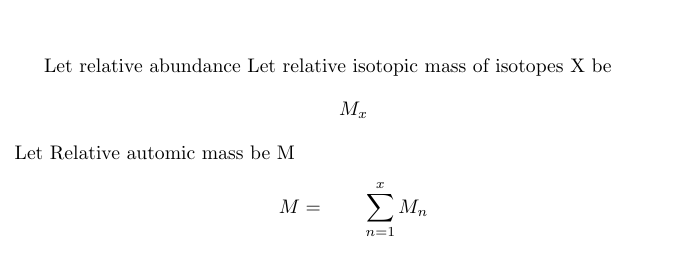 Let relative abundance Let relative isotopic mass of isotopes X be
M_x
Let Relative automic mass be M
M = \sum_{n=1}^{x} M_n